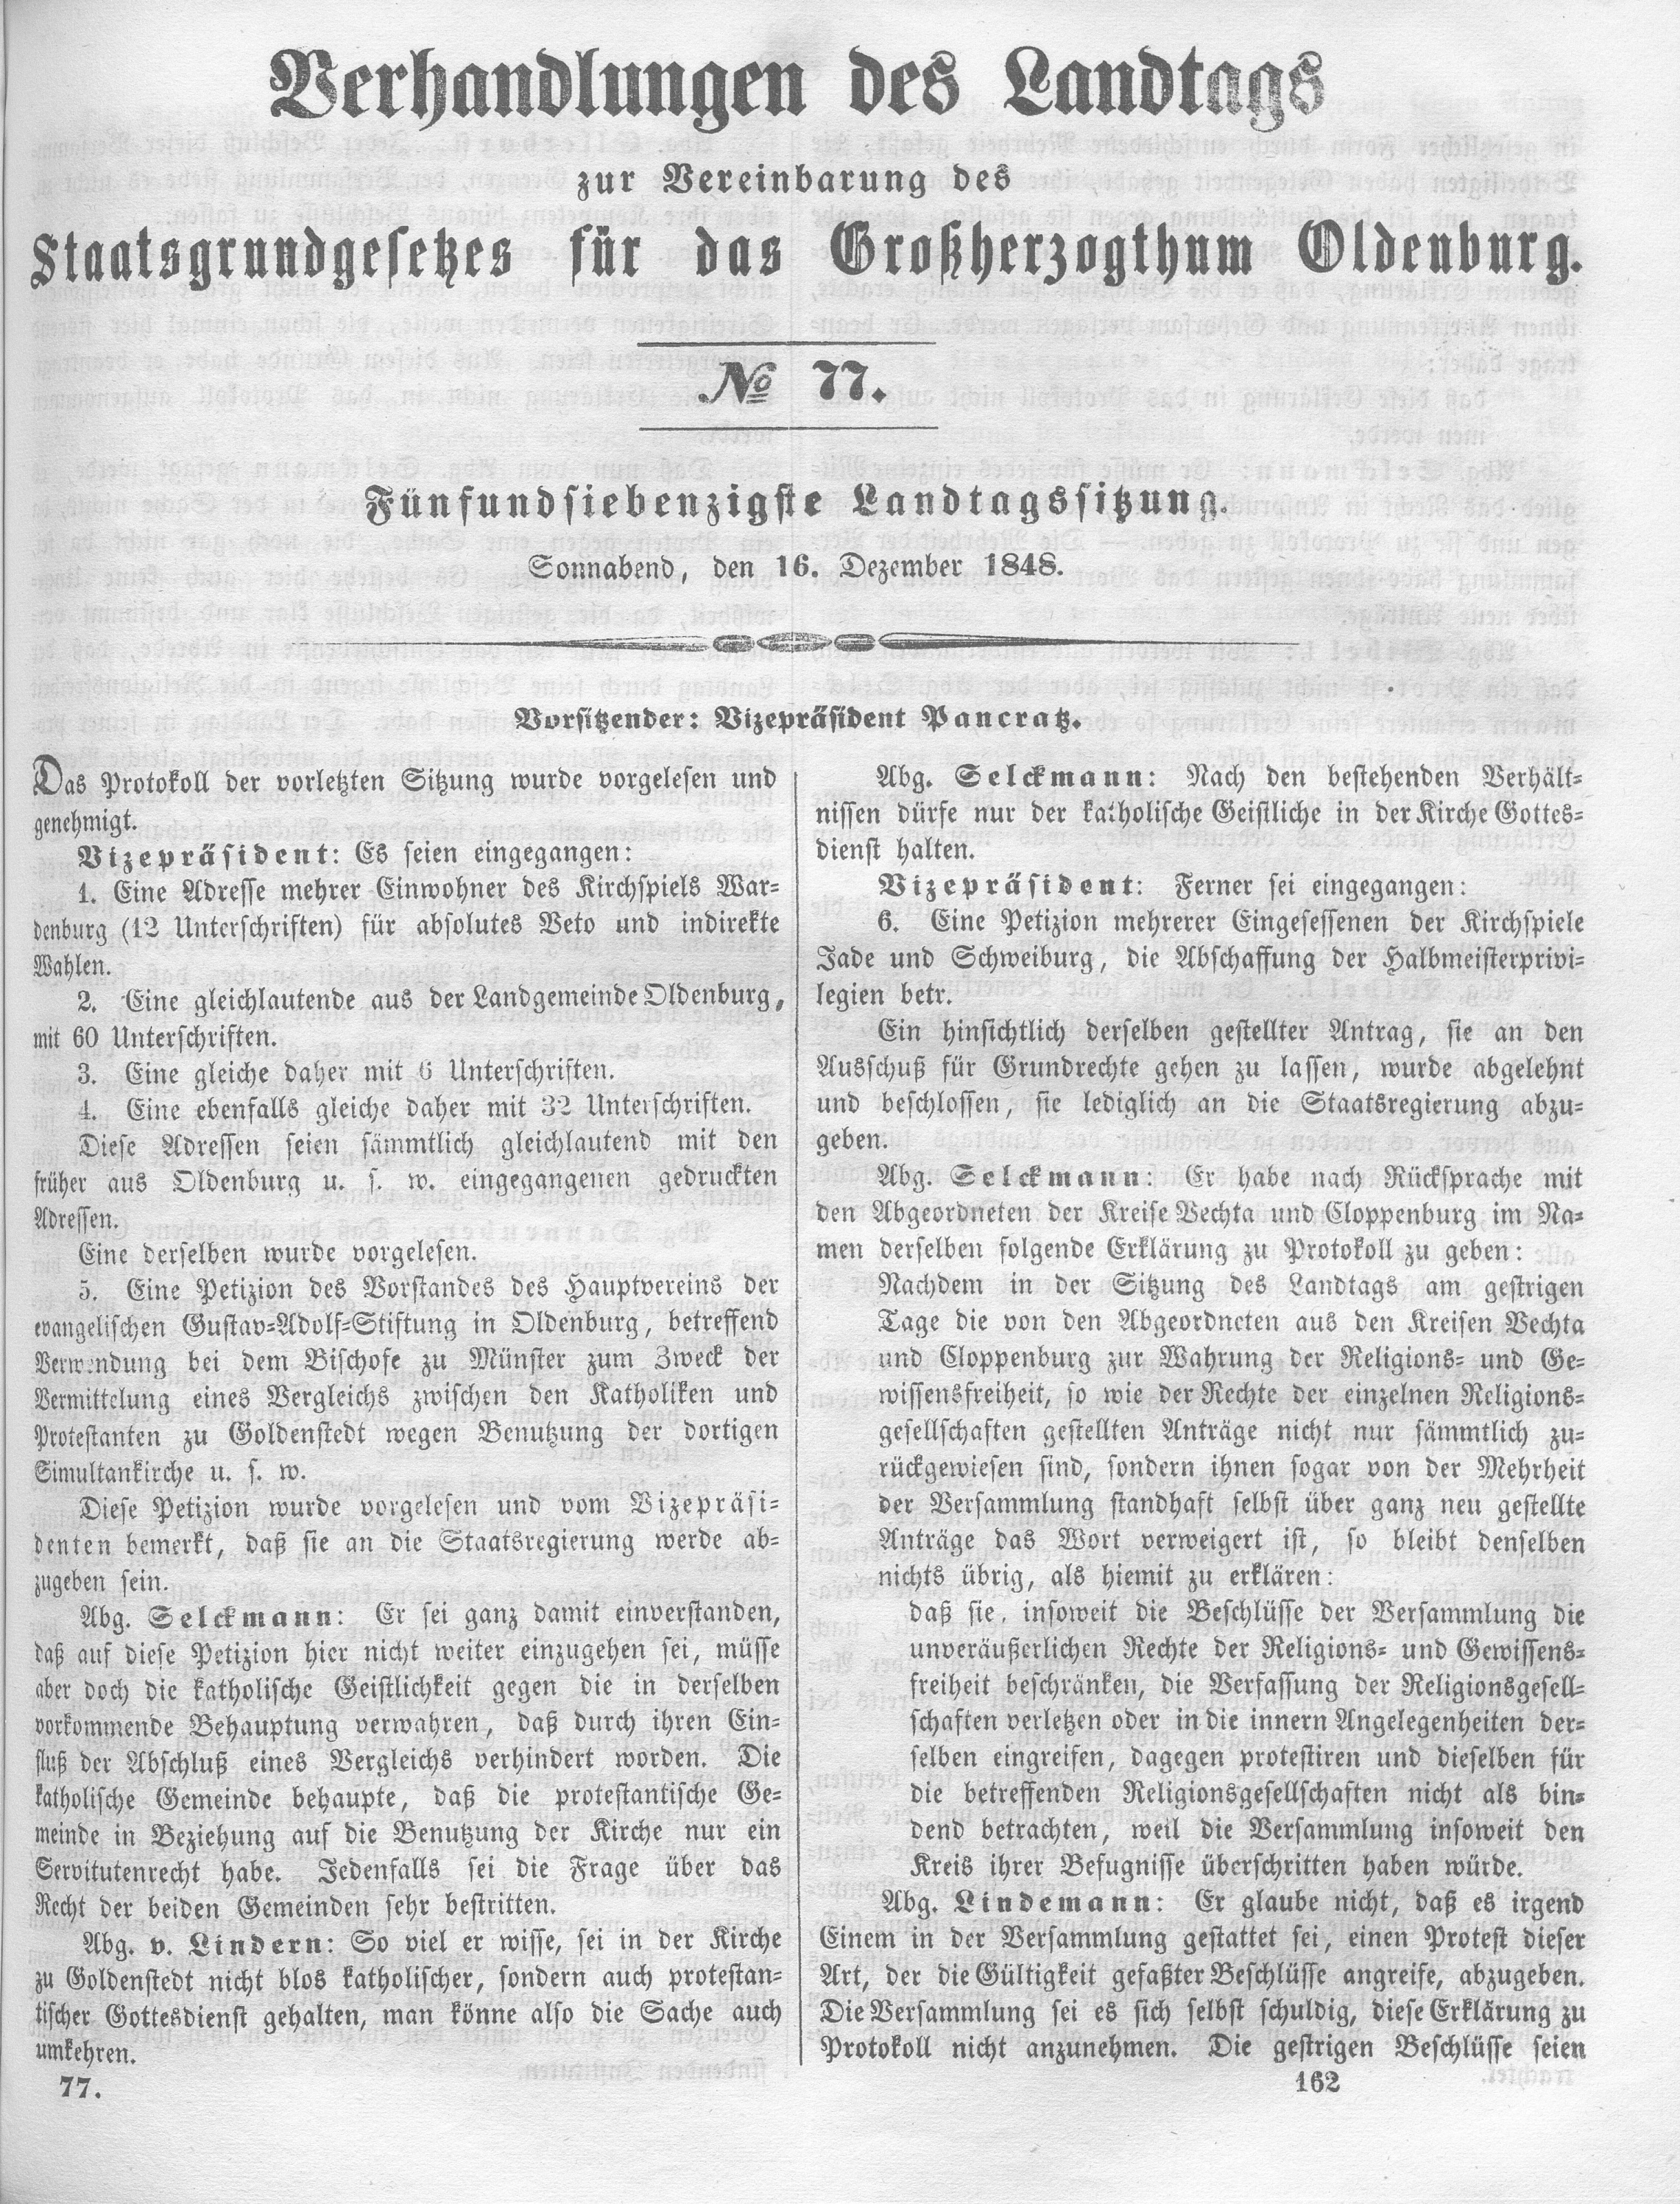 Verhandlungen des Landtags
zur Vereinbarung des
Staatsgrundgesetzes für das Großherzogthum Oldenburg.
№ 77.
Fünfundsiebenzigste Landtagssitzung.
Sonnabend, den 16. Dezember 1848.
Vorsitzender: Vizepräsident Pancratz.
Das Protokoll der vorletzten Sitzung wurde vorgelesen und
genehmigt.
Vizepräsident: Es seien eingegangen:
1. Eine Adresse mehrer Einwohner des Kirchspiels War-
denburg (12 Unterschriften) für absolutes Veto und indirekte
Wahlen.
2. Eine gleichlautende aus der Landgemeinde Oldenburg,
mit 60 Unterschriften.
3. Eine gleiche daher mit 6 Unterschriften.
4. Eine ebenfalls gleiche daher mit 32 Unterschriften.
Diese Adressen seien sämmtlich gleichlautend mit den
früher aus Oldenburg u. s. w. eingegangenen gedruckten
Adressen.
Eine derselben wurde vorgelesen.
5. Eine Petizion des Vorstandes des Hauptvereins der
evangelischen Gustav-Adolf-Stiftung in Oldenburg, betreffend
Verwendung bei dem Bischofe zu Münster zum Zweck der
Vermittelung eines Vergleichs zwischen den Katholiken und
Protestanten zu Goldenstedt wegen Benutzung der dortigen
Simultankirche u. s. w.
Diese Petizion wurde vorgelesen und vom Vizepräsi-
denten bemerkt, daß sie an die Staatsregierung werde ab-
zugeben sein.
Abg. Selckmann: Er sei ganz damit einverstanden,
daß auf diese Petizion hier nicht weiter einzugehen sei, müsse
aber doch die katholische Geistlichkeit gegen die in derselben
vorkommende Behauptung verwahren, daß durch ihren Ein-
fluß der Abschluß eines Vergleichs verhindert worden. Die
katholische Gemeinde behaupte, daß die protestantische Ge-
meinde in Beziehung auf die Benutzung der Kirche nur ein
Servitutenrecht habe. Jedenfalls sei die Frage über das
Recht der beiden Gemeinden sehr bestritten.
Abg. v. Lindern: So viel er wisse, sei in der Kirche
zu Goldenstedt nicht blos katholischer, sondern auch protestan-
tischer Gottesdienst gehalten, man könne also die Sache auch
umkehren.
77.
Abg. Selckmann: Nach den bestehenden Verhält-
nissen dürfe nur der katholische Geistliche in der Kirche Gottes-
dienst halten.
Vizepräsident: Ferner sei eingegangen:
6. Eine Petizion mehrerer Eingesessenen der Kirchspiele
Jade und Schweiburg, die Abschaffung der Halbmeisterprivi-
legien betr.
Ein hinsichtlich derselben gestellter Antrag, sie an den
Ausschuß für Grundrechte gehen zu lassen, wurde abgelehnt
und beschlossen, sie lediglich an die Staatsregierung abzu-
geben.
Abg. Selckmann: Er habe nach Rücksprache mit
den Abgeordneten der Kreise Vechta und Cloppenburg im Na-
men derselben folgende Erklärung zu Protokoll zu geben:
Nachdem in der Sitzung des Landtags am gestrigen
Tage die von den Abgeordneten aus den Kreisen Vechta
und Cloppenburg zur Wahrung der Religions- und Ge-
wissensfreiheit, so wie der Rechte der einzelnen Religions-
gesellschaften gestellten Anträge nicht nur sämmtlich zu-
rückgewiesen sind, sondern ihnen sogar von der Mehrheit
der Versammlung standhaft selbst über ganz neu gestellte
Anträge das Wort verweigert ist, so bleibt denselben
nichts übrig, als hiemit zu erklären:
daß sie, insoweit die Beschlüsse der Versammlung die
unveräußerlichen Rechte der Religions- und Gewissens-
freiheit beschränken, die Verfassung der Religionsgesell-
schaften verletzen oder in die innern Angelegenheiten der-
selben eingreifen, dagegen protestiren und dieselben für
die betreffenden Religionsgesellschaften nicht als bin-
dend betrachten, weil die Versammlung insoweit den
Kreis ihrer Befugnisse überschritten haben würde.
Abg. Lindemann: Er glaube nicht, daß es irgend
Einem in der Versammlung gestattet sei, einen Protest dieser
Art, der die Gültigkeit gefaßter Beschlüsse angreife, abzugeben.
Die Versammlung sei es sich selbst schuldig, diese Erklärung zu
Protokoll nicht anzunehmen. Die gestrigen Beschlüsse seien
162